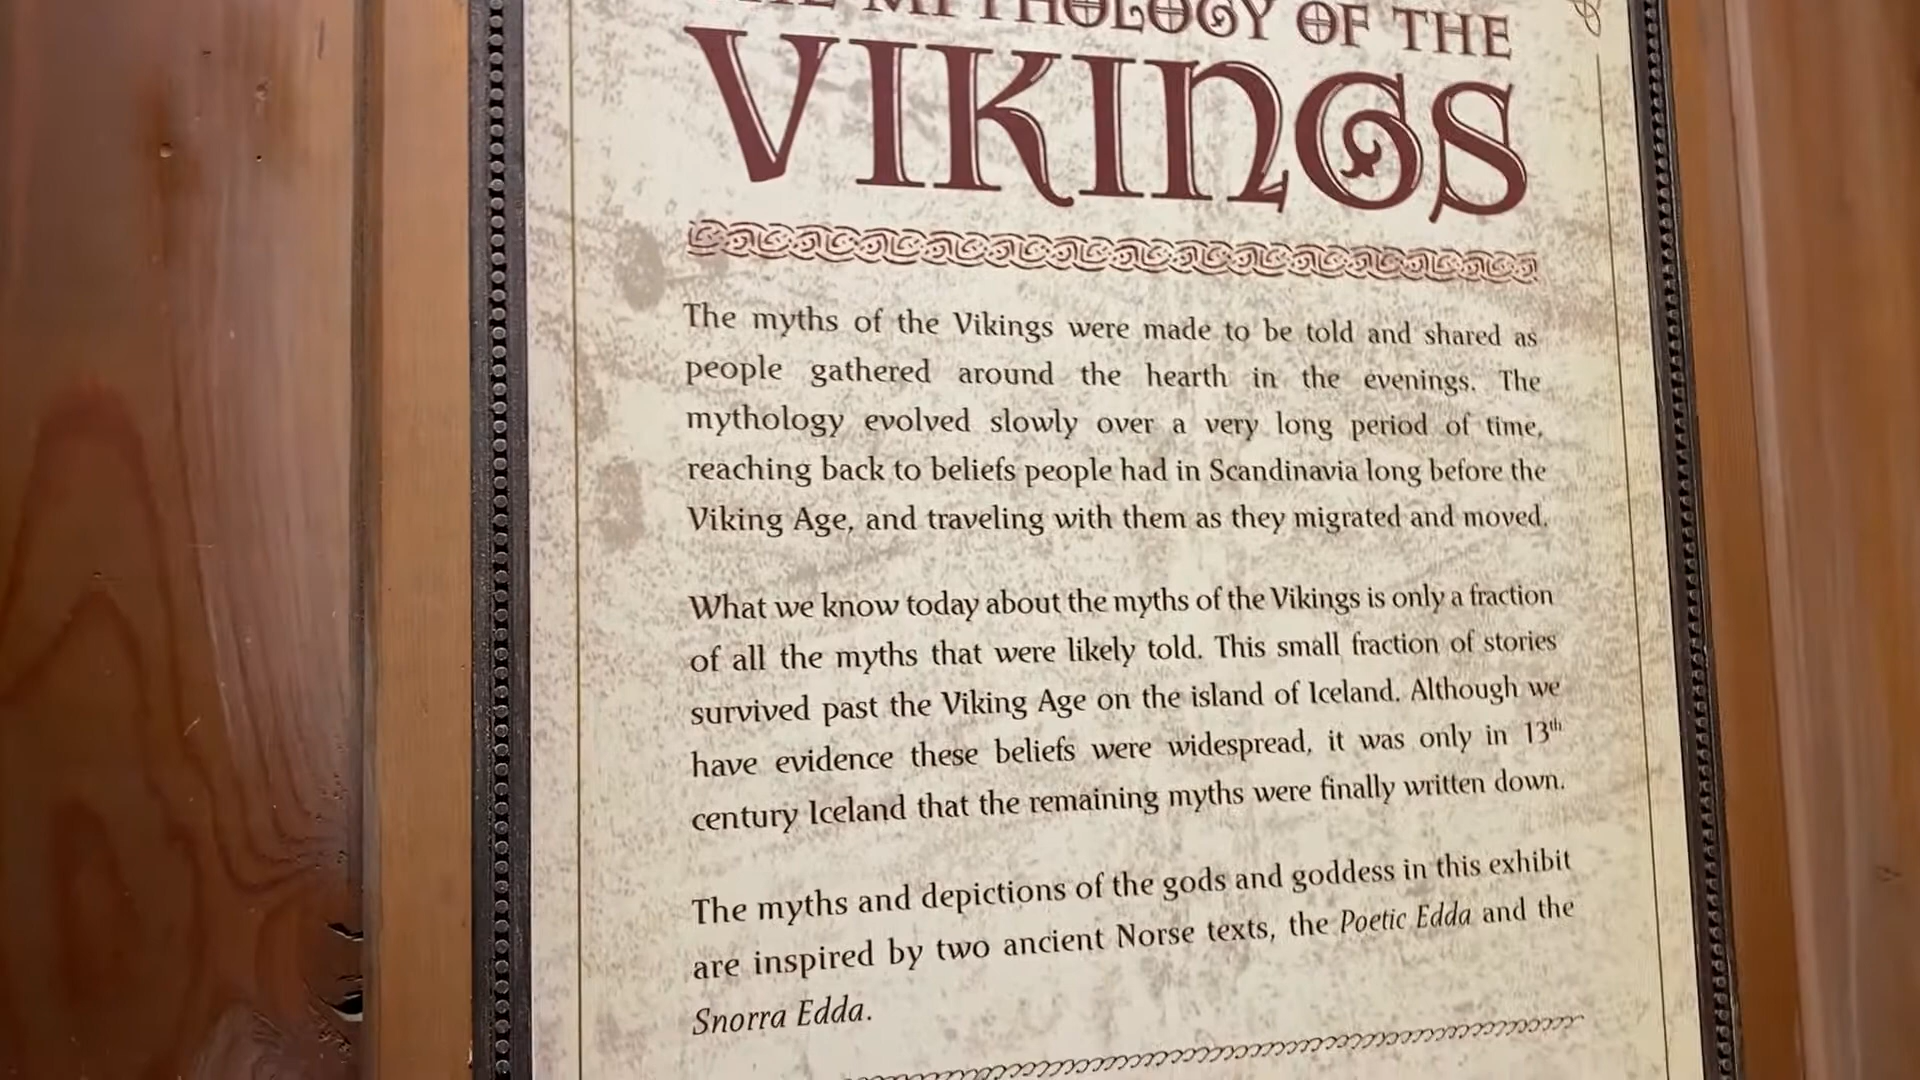 THE MYTHOLOGY OF THE
VIKINGS
The myths of the Vikings were made to be told and shared as
people gathered around the hearth in the evenings. The
mythology evolved slowly over a very long period of time,
reaching back to beliefs people had in Scandinavia long before the
Viking Age, and traveling with them as they migrated and moved.
What we know today about the myths of the Vikings is only a fraction
of all the myths that were likely told. This small fraction of stories
survived past the Viking Age on the island of Iceland. Although we
have evidence these beliefs were widespread, it was only in 13th
century Iceland that the remaining myths were finally written down.
The myths and depictions of the gods and goddess in this exhibit
are inspired by two ancient Norse texts, the Poetic Edda and the
Snorra Edda.